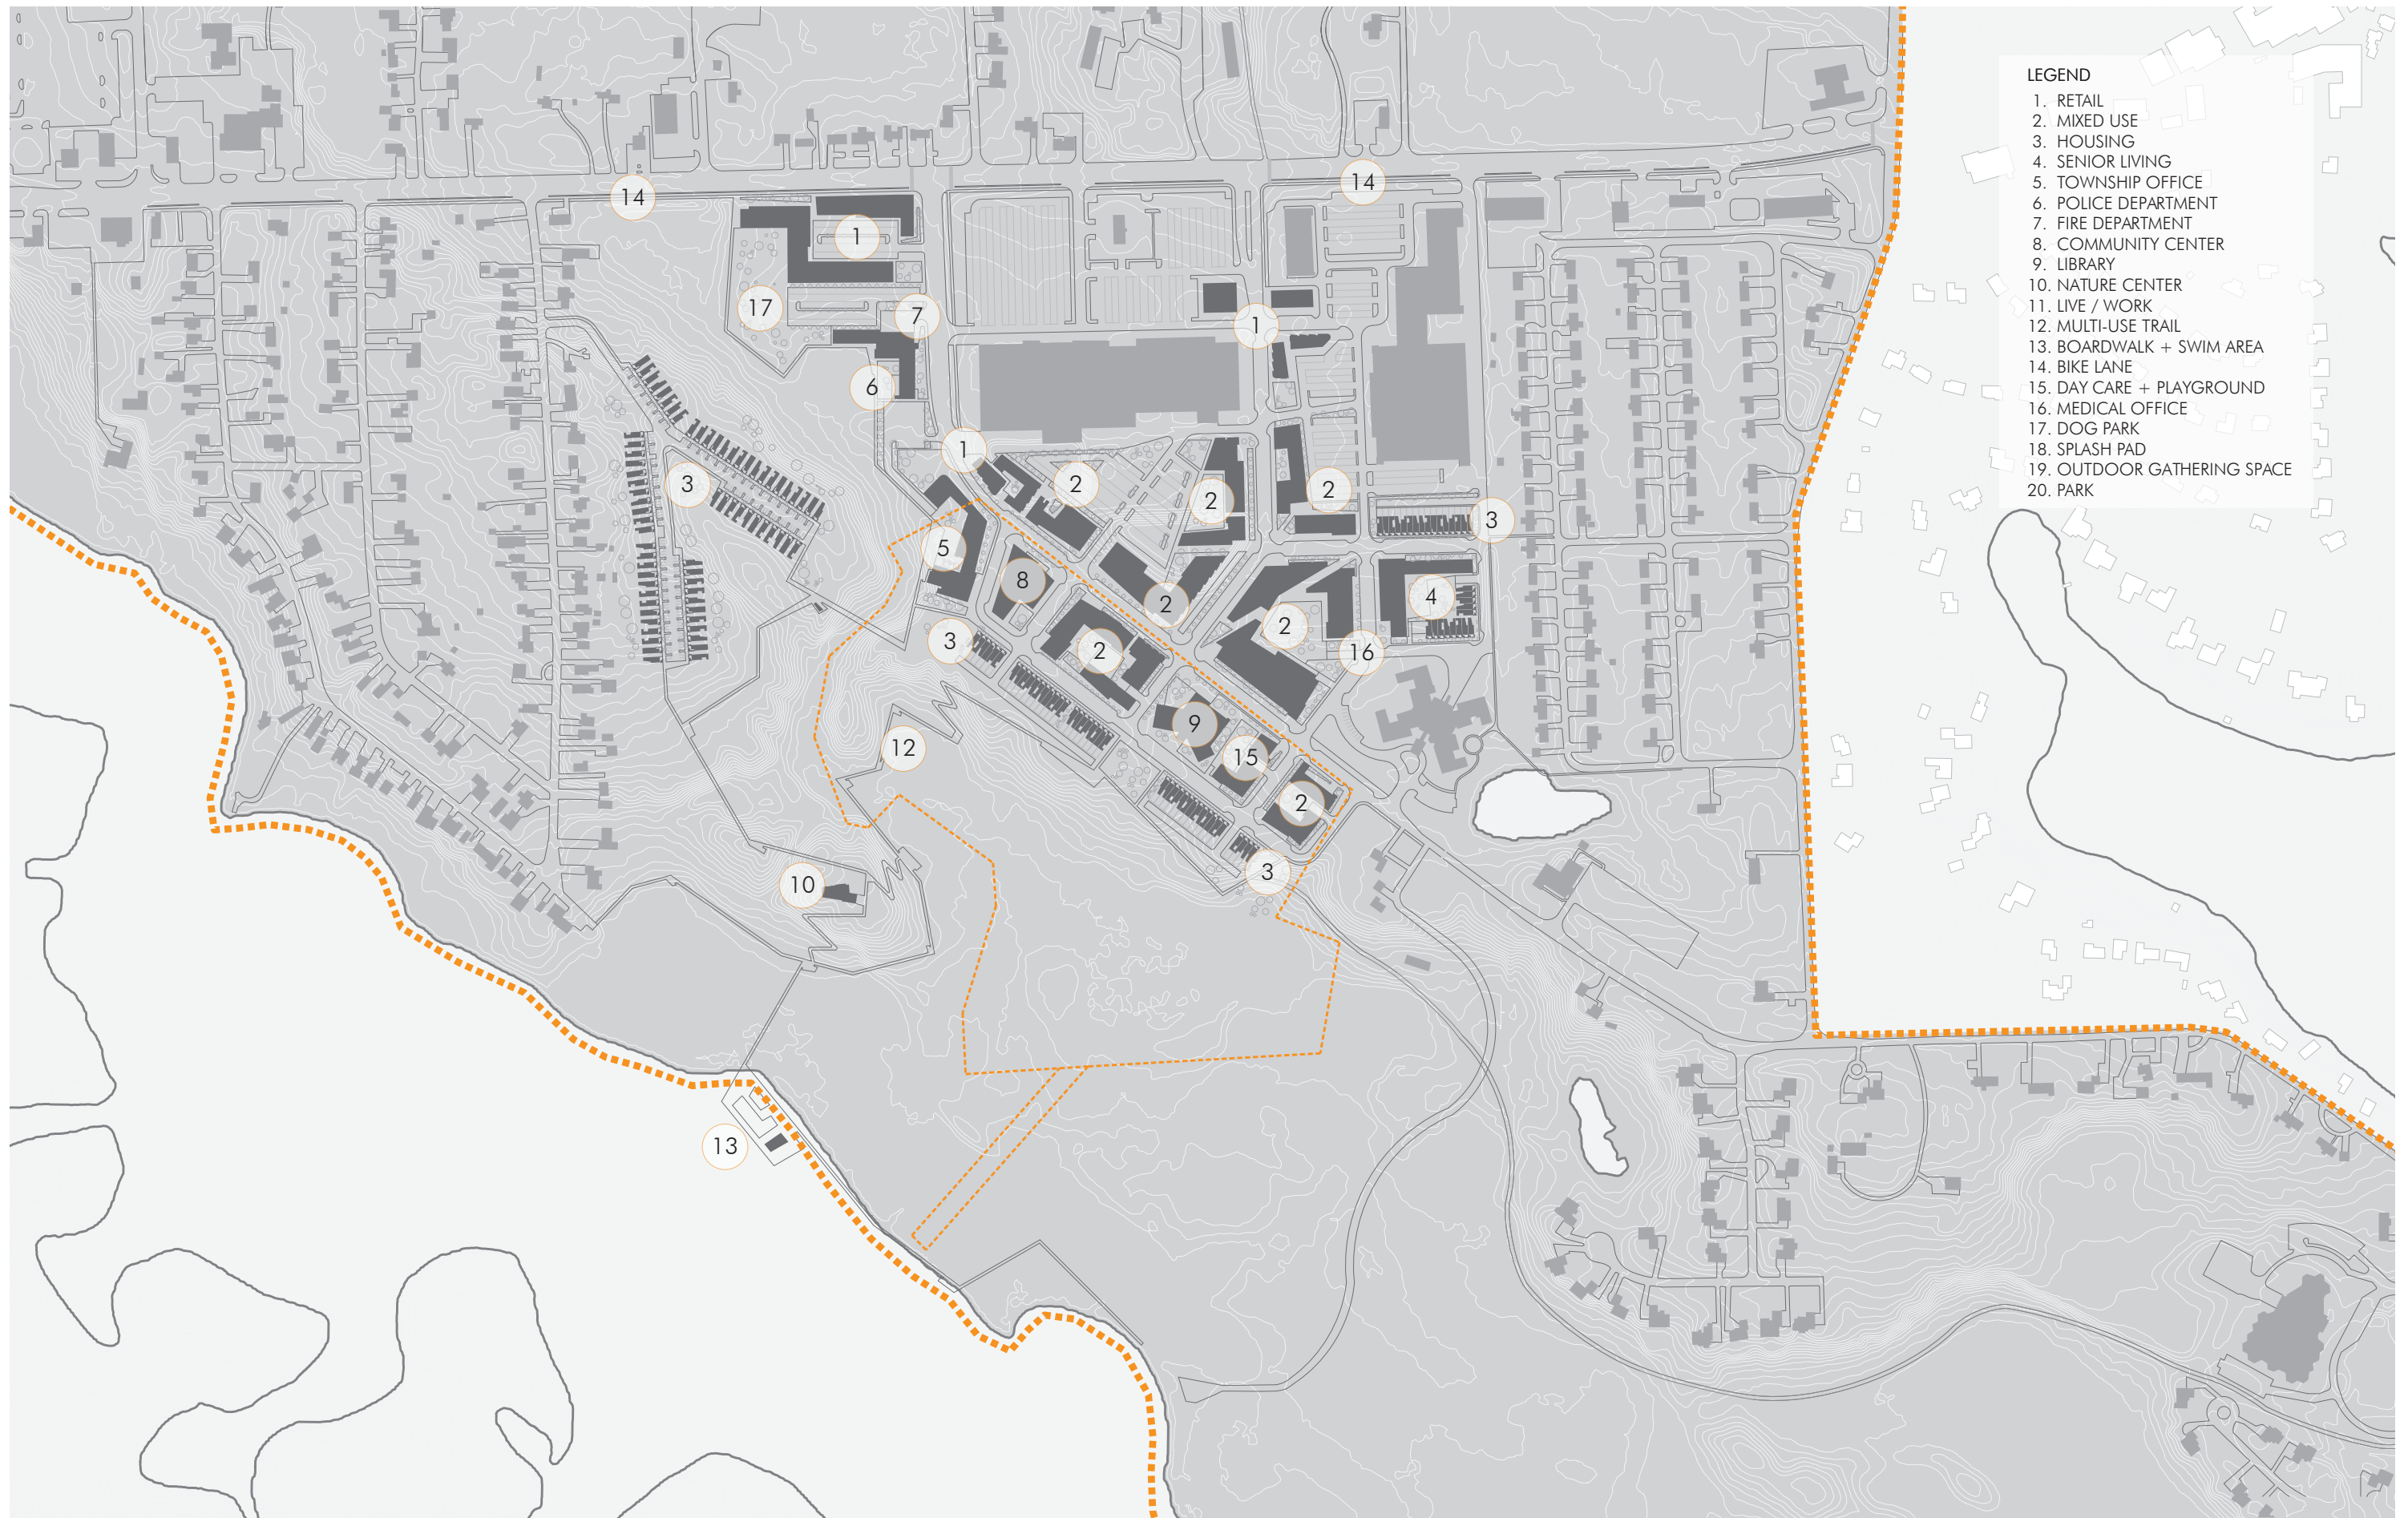 LEGEND
1. RETAIL
2. MIXED USE
3. HOUSING
4. SENIOR LIVING
5. TOWNSHIP OFFICE
6. POLICE DEPARTMENT
7. FIRE DEPARTMENT
8. COMMUNITY CENTER
9. LIBRARY
10. NATURE CENTER
11. LIVE / WORK
12. MULTI-USE TRAIL
13. BOARDWALK + SWIM AREA
14. BIKE LANE
15. DAY CARE + PLAYGROUND
16. MEDICAL OFFICE
17. DOG PARK
18. SPLASH PAD
19. OUTDOOR GATHERING SPACE
20. PARK
14
14
1
17
7
1
6
1
3
2
2
2
3
5
8
2
4
2
3
2
16
9
12
15
2
3
10
13